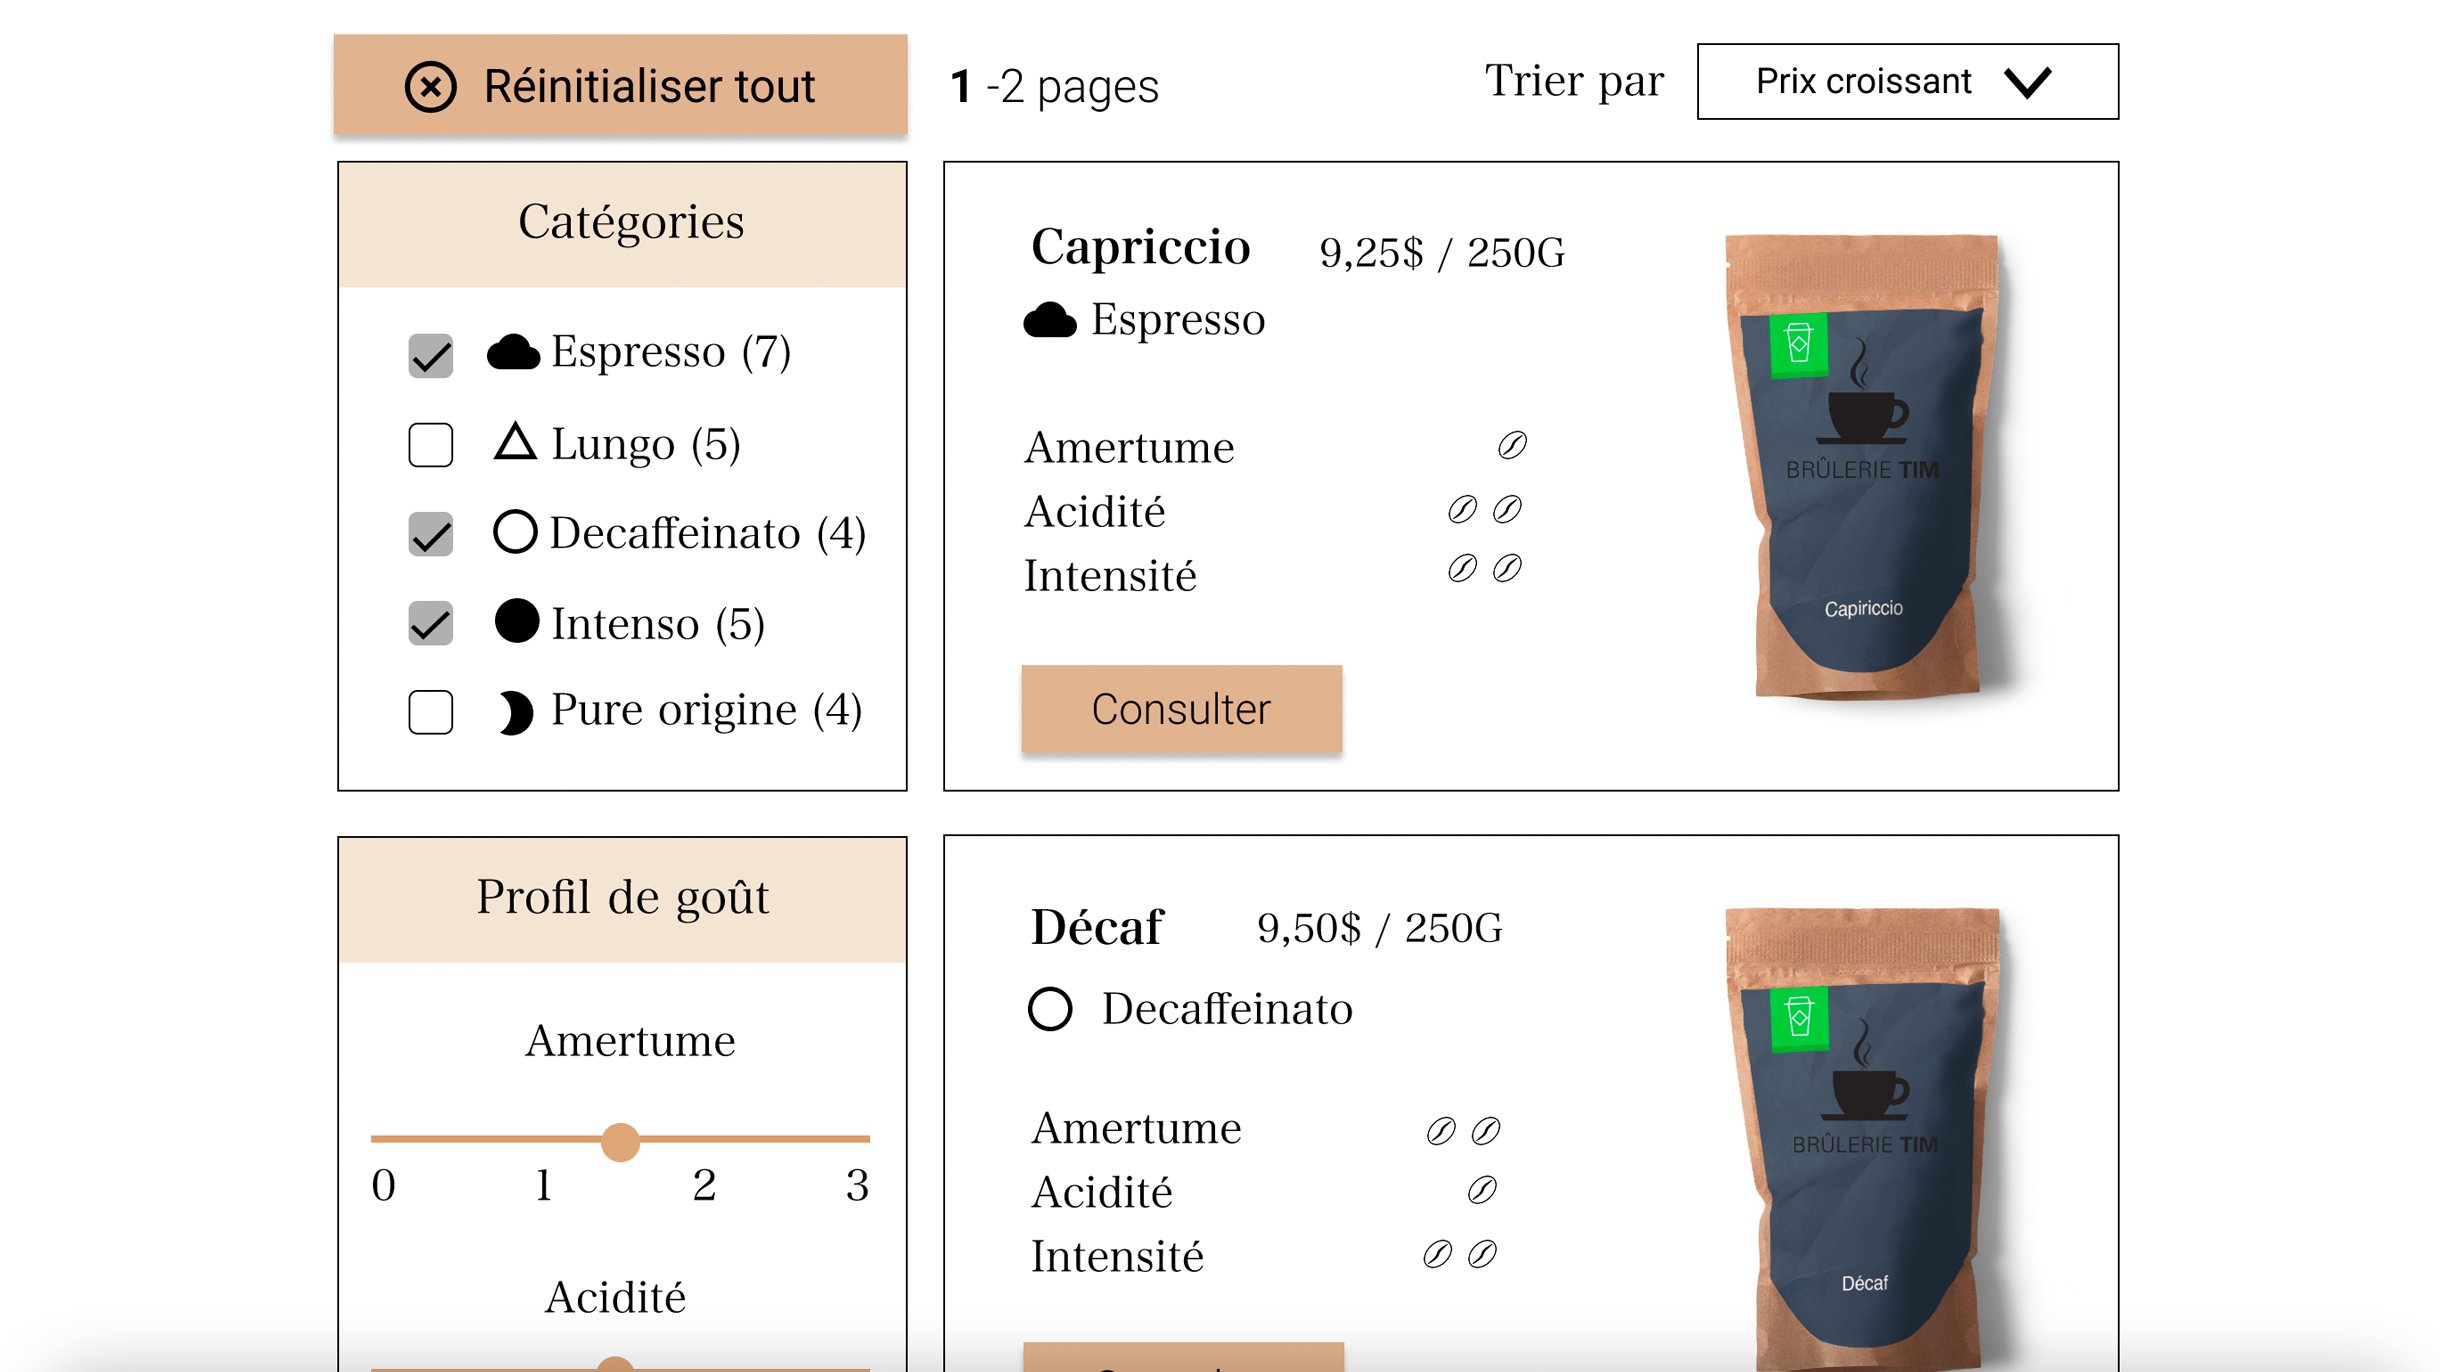 Réinitialiser tout
1 -2 pages
Trier par
Prix croissant
Catégories
Espresso (7)
Lungo (5)
Decaffeinato (4)
Intenso (5)
Pure origine (4)
Capriccio 9,25$ / 250G
Espresso
Amertume
Acidité
Intensité
Consulter
BRÛLERIE TIM
Capiriccio
Profil de goût
Amertume
0 1 2 3
Acidité
Décaf 9,50$ / 250G
Decaffeinato
Amertume
Acidité
Intensité
BRÛLERIE TIM
Décaf